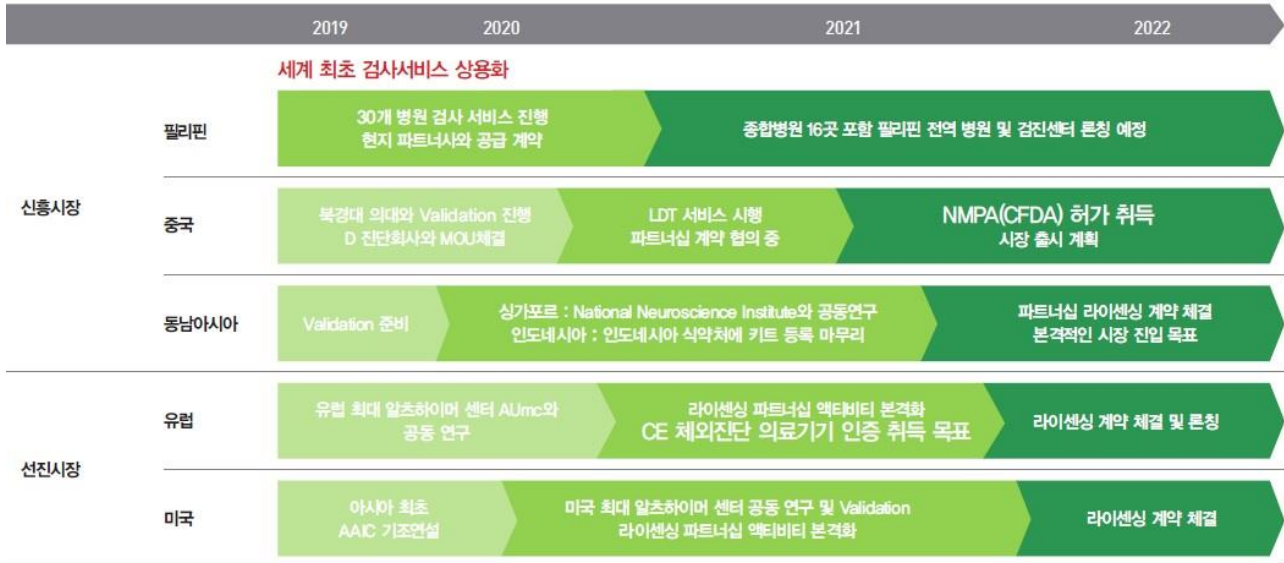 2019 2020 2021 2022
세계 최초 검사서비스 상용화
신흥시장
필리핀
30개 병원 검사 서비스 진행
현지 파트너사와 공급 계약
종합병원 16곳 포함 필리핀 전역 병원 및 검진센터 론칭 예정
중국
북경대 의대와 Validation 진행
D 진단회사와 MOU체결
LDT 서비스 시행
파트너십 계약 협의 중
NMPA(CFDA) 허가 취득
시장 출시 계획
동남아시아
Validation 준비
싱가포르 : National Neuroscience Institute와 공동연구
인도네시아 : 인도네시아 식약처에 키트 등록 마무리
파트너십 라이센싱 계약 체결
본격적인 시장 진입 목표
선진시장
유럽
유럽 최대 알츠하이머 센터 AUmc와
공동 연구
라이센싱 파트너십 액티비티 본격화
CE 체외진단 의료기기 인증 취득 목표
라이센싱 계약 체결 및 론칭
미국
아시아 최초
AAIC 기조연설
미국 최대 알츠하이머 센터 공동 연구 및 Validation
라이센싱 파트너십 액티비티 본격화
라이센싱 계약 체결